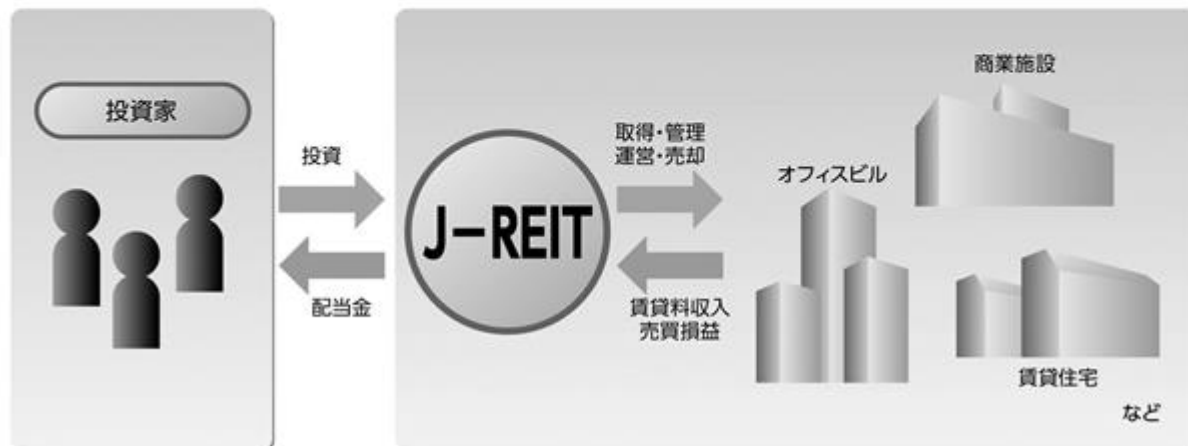 投資家
投資
配当金
J-REIT
取得・管理
運営・売却
賃貸料収入
売買損益
商業施設
オフィスビル
賃貸住宅
など